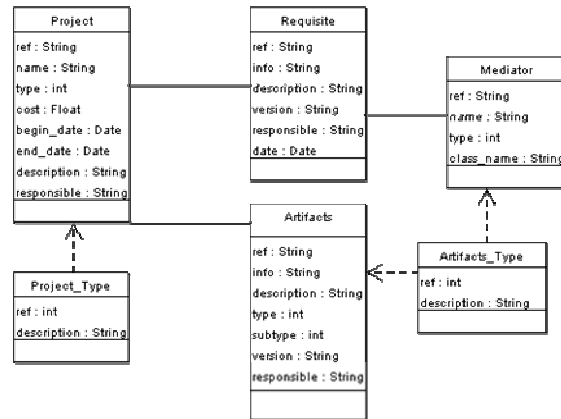 Project
ref : String
name : String
type : int
cost : Float
begin_date : Date
end_date : Date
description : String
responsible : String
Requisite
ref : String
info : String
description : String
version : String
responsible : String
date : Date
Mediator
ref : String
name : String
type : int
class_name : String
Project_Type
ref : int
description : String
Artifacts
ref : String
info : String
description : String
type : int
subtype : int
version : String
responsible : String
Artifacts_Type
ref : int
description : String